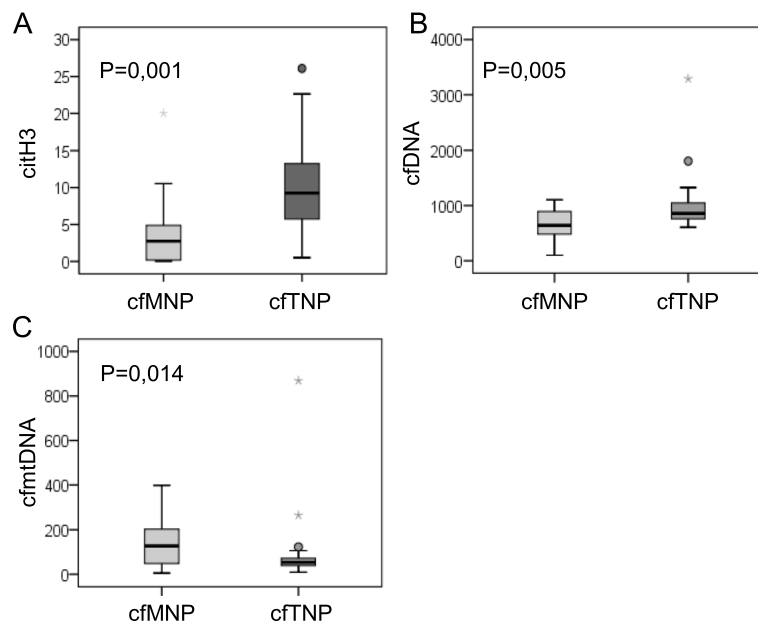 A
30
25
20
15
10
5
0
citH3
P=0,001
cfMNP cfTNP
B
4000
3000
2000
1000
0
cfDNA
P=0,005
cfMNP cfTNP
C
1000
800
600
400
200
0
cfmtDNA
P=0,014
cfMNP cfTNP